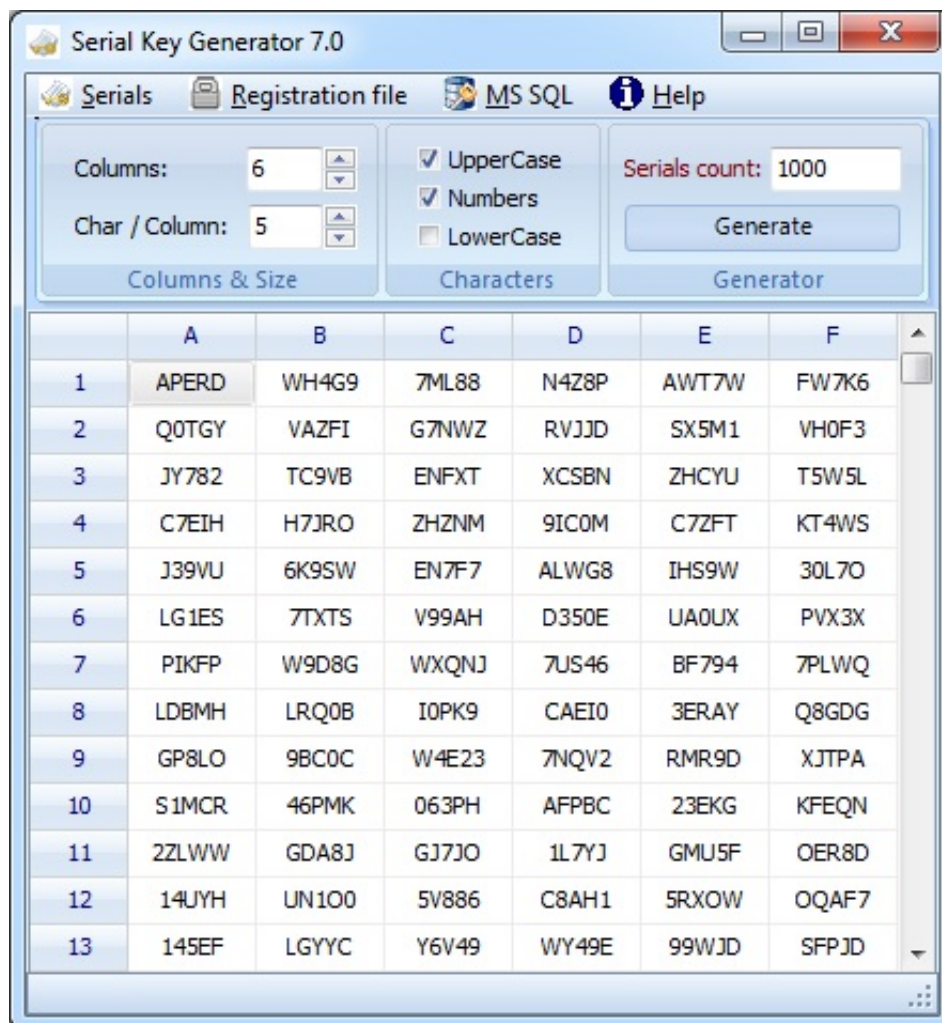 Serial Key Generator 7.0
Serials Registration file MS SQL Help
Columns: 6 UpperCase Serials count: 1000
Numbers
Char / Column: 5 LowerCase Generate
Columns & Size Characters Generator
A B C D E F
1 APERD WH4G9 7ML88 N4Z8P AWT7W FW7K6
2 Q0TGY VAZFI G7NWZ RVJJD SX5M1 VH0F3
3 JY782 TC9VB ENFXT XCSBN ZHCYU T5W5L
4 C7EIH H7JRO ZHZNM 9IC0M C7ZFT KT4WS
5 J39VU 6K9SW EN7F7 ALWG8 IHS9W 30L7O
6 LG1ES 7TXTS V99AH D350E UA0UX PVX3X
7 PIKFP W9D8G WXQNJ 7US46 BF794 7PLWQ
8 LDBMH LRQ0B I0PK9 CAEI0 3ERAY Q8GDG
9 GP8LO 9BC0C W4E23 7NQV2 RMR9D XJTPA
10 S1MCR 46PMK 063PH AFPBC 23EKG KFEQN
11 2ZLWW GDA8J GJ7JO 1L7YJ GMU5F OER8D
12 14UYH UN1O0 5V886 C8AH1 5RXOW OQAF7
13 145EF LGYYC Y6V49 WY49E 99WJD SFPJD